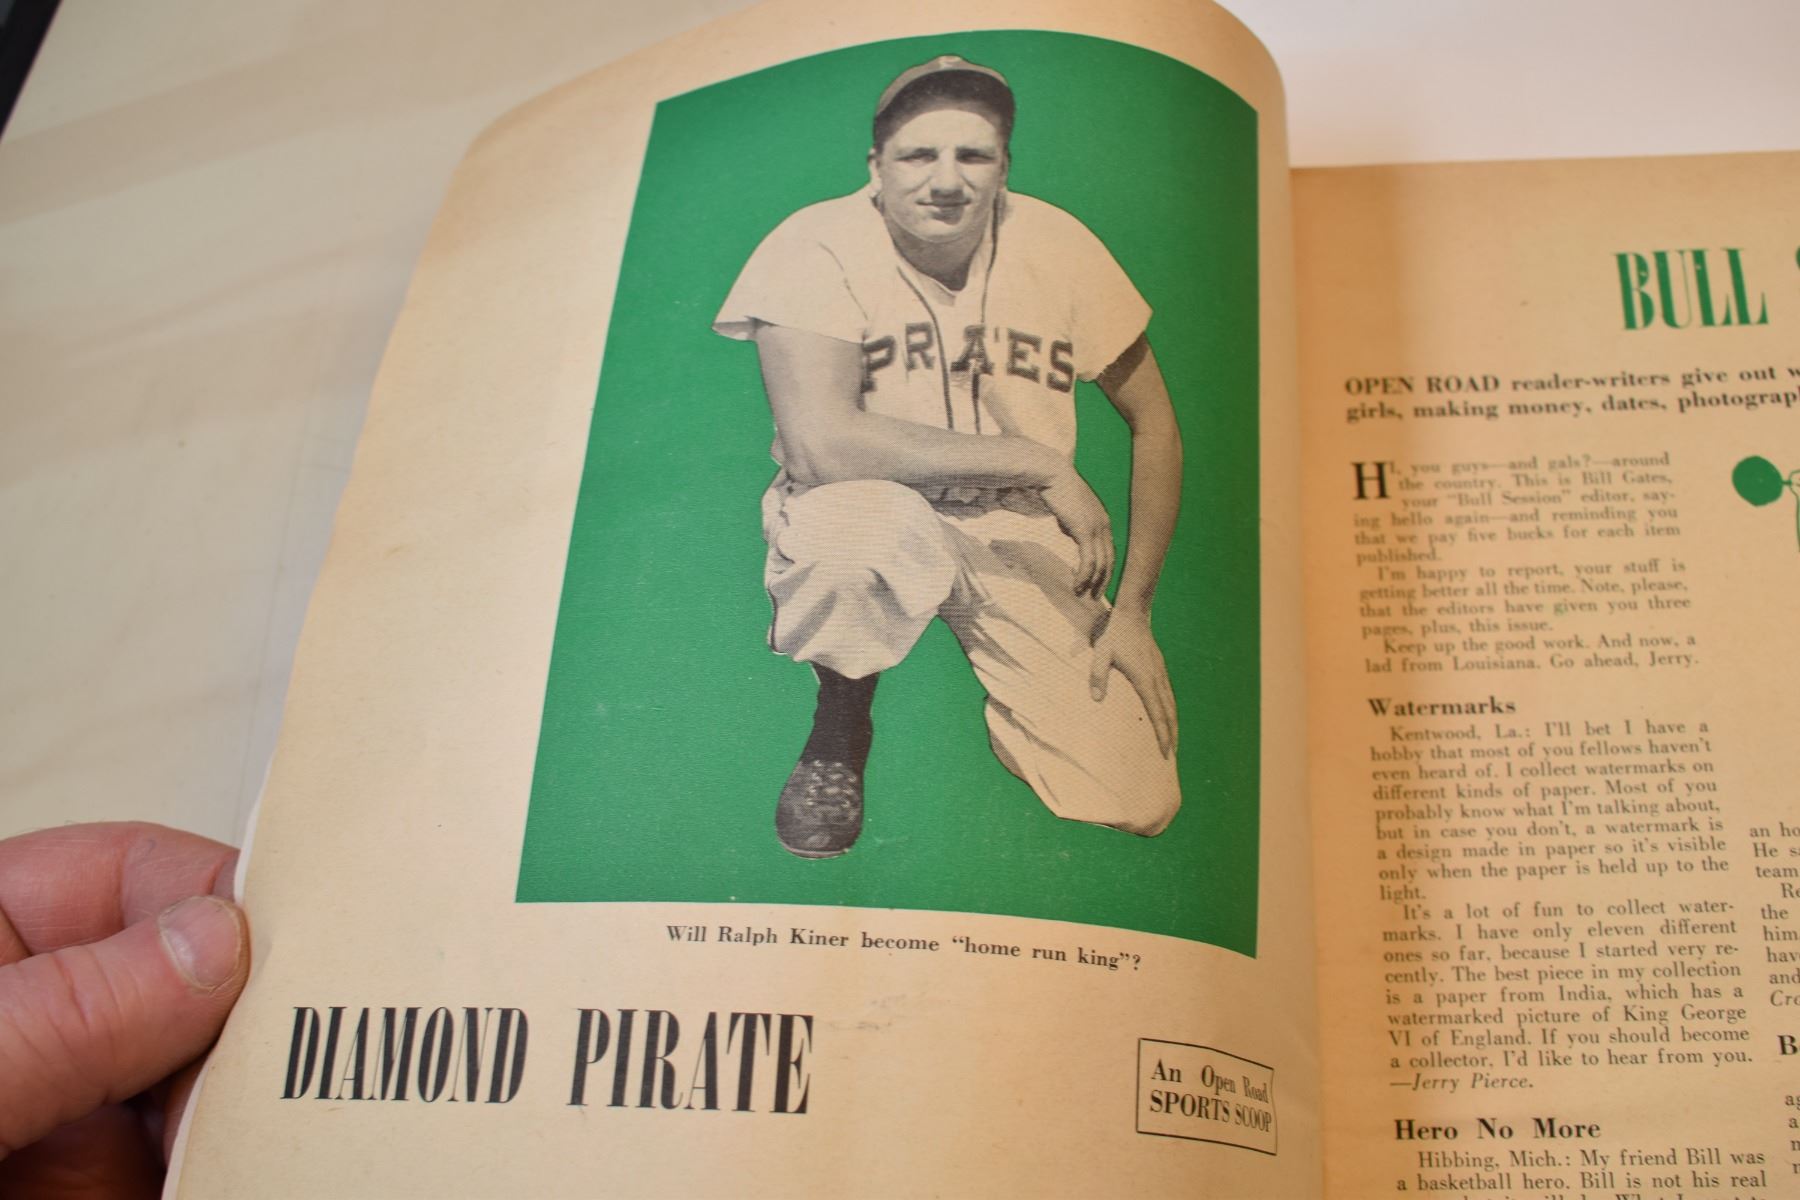 P
PR A'ES
Will Ralph Kiner become "home run king"?
DIAMOND PIRATE
An Open Road
SPORTS SCOOP
BULL
OPEN ROAD reader-writers give out
girls, making money, dates,
HI, you guys—and gals?—around
the country. This is Bill Gates,
your "Bull Session" editor, say-
ing hello again—and reminding you
that we pay five bucks for each item
published.
I'm happy to report, your stuff is
getting better all the time. Note, please,
that the editors have given you three
pages, plus, this issue.
Keep up the good work. And now, a
lad from Louisiana. Go ahead, Jerry.
Watermarks
Kentwood, La.: I'll bet I have a
hobby that most of you fellows haven't
even heard of. I collect watermarks on
different kinds of paper. Most of you
probably know what I'm talking about,
but in case you don't, a watermark is
a design made in paper so it's visible
only when the paper is held up to the
light.
It's a lot of fun to collect water-
marks. I have only eleven different
ones so far, because I started very re-
cently. The best piece in my collection
is a paper from India, which has a
watermarked picture of King George
VI of England. If you should become
a collector, I'd like to hear from you.
—Jerry Pierce.
Hero No More
Hibbing, Mich.: My friend Bill was
a basketball hero. Bill is not his real
an
He
team
the
him
and